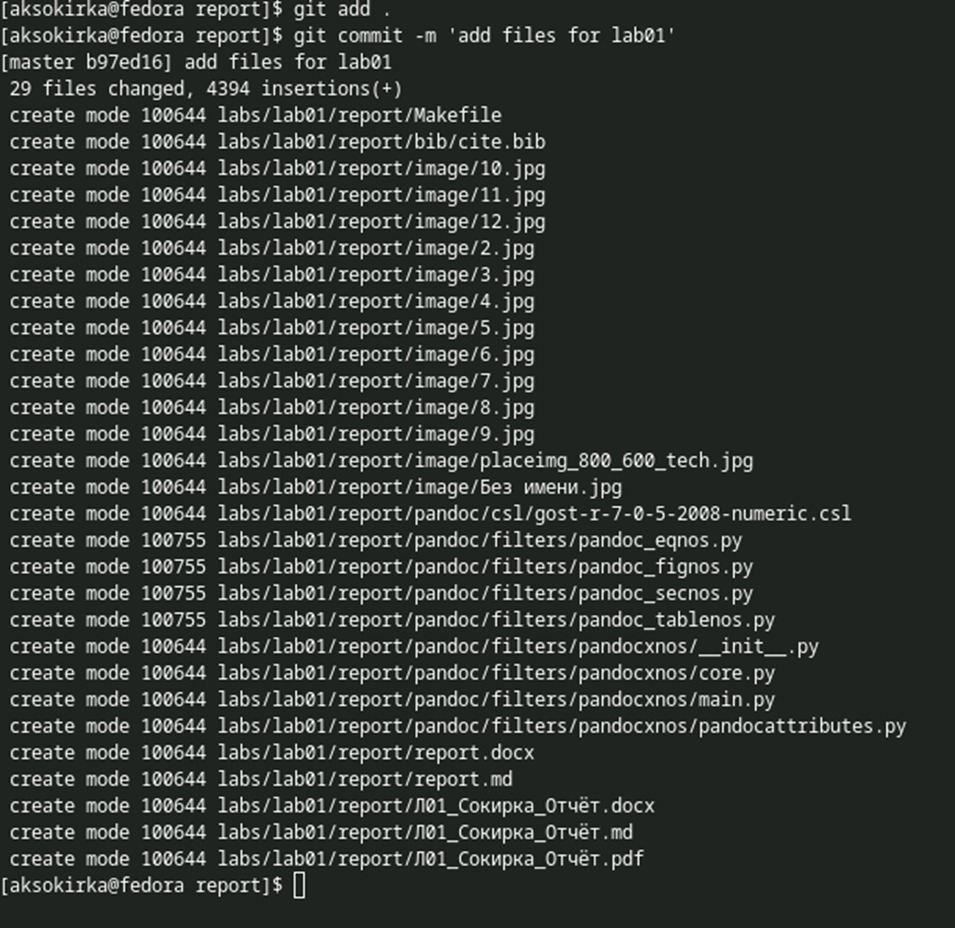 [aksokirka@fedora report]$ git add .
[aksokirka@fedora report]$ git commit -m 'add files for lab01'
[master b97ed16] add files for lab01
 29 files changed, 4394 insertions(+)
 create mode 100644 labs/lab01/report/Makefile
 create mode 100644 labs/lab01/report/bib/cite.bib
 create mode 100644 labs/lab01/report/image/10.jpg
 create mode 100644 labs/lab01/report/image/11.jpg
 create mode 100644 labs/lab01/report/image/12.jpg
 create mode 100644 labs/lab01/report/image/2.jpg
 create mode 100644 labs/lab01/report/image/3.jpg
 create mode 100644 labs/lab01/report/image/4.jpg
 create mode 100644 labs/lab01/report/image/5.jpg
 create mode 100644 labs/lab01/report/image/6.jpg
 create mode 100644 labs/lab01/report/image/7.jpg
 create mode 100644 labs/lab01/report/image/8.jpg
 create mode 100644 labs/lab01/report/image/9.jpg
 create mode 100644 labs/lab01/report/image/placeimg_800_600_tech.jpg
 create mode 100644 labs/lab01/report/image/Без имени.jpg
 create mode 100644 labs/lab01/report/pandoc/csl/gost-r-7-0-5-2008-numeric.csl
 create mode 100755 labs/lab01/report/pandoc/filters/pandoc_eqnos.py
 create mode 100755 labs/lab01/report/pandoc/filters/pandoc_fignos.py
 create mode 100755 labs/lab01/report/pandoc/filters/pandoc_secnos.py
 create mode 100755 labs/lab01/report/pandoc/filters/pandoc_tablenos.py
 create mode 100644 labs/lab01/report/pandoc/filters/pandocxnos/__init__.py
 create mode 100644 labs/lab01/report/pandoc/filters/pandocxnos/core.py
 create mode 100644 labs/lab01/report/pandoc/filters/pandocxnos/main.py
 create mode 100644 labs/lab01/report/pandoc/filters/pandocxnos/pandocattributes.py
 create mode 100644 labs/lab01/report/report.docx
 create mode 100644 labs/lab01/report/report.md
 create mode 100644 labs/lab01/report/Л01_Сокирка_Отчёт.docx
 create mode 100644 labs/lab01/report/Л01_Сокирка_Отчёт.md
 create mode 100644 labs/lab01/report/Л01_Сокирка_Отчёт.pdf
[aksokirka@fedora report]$